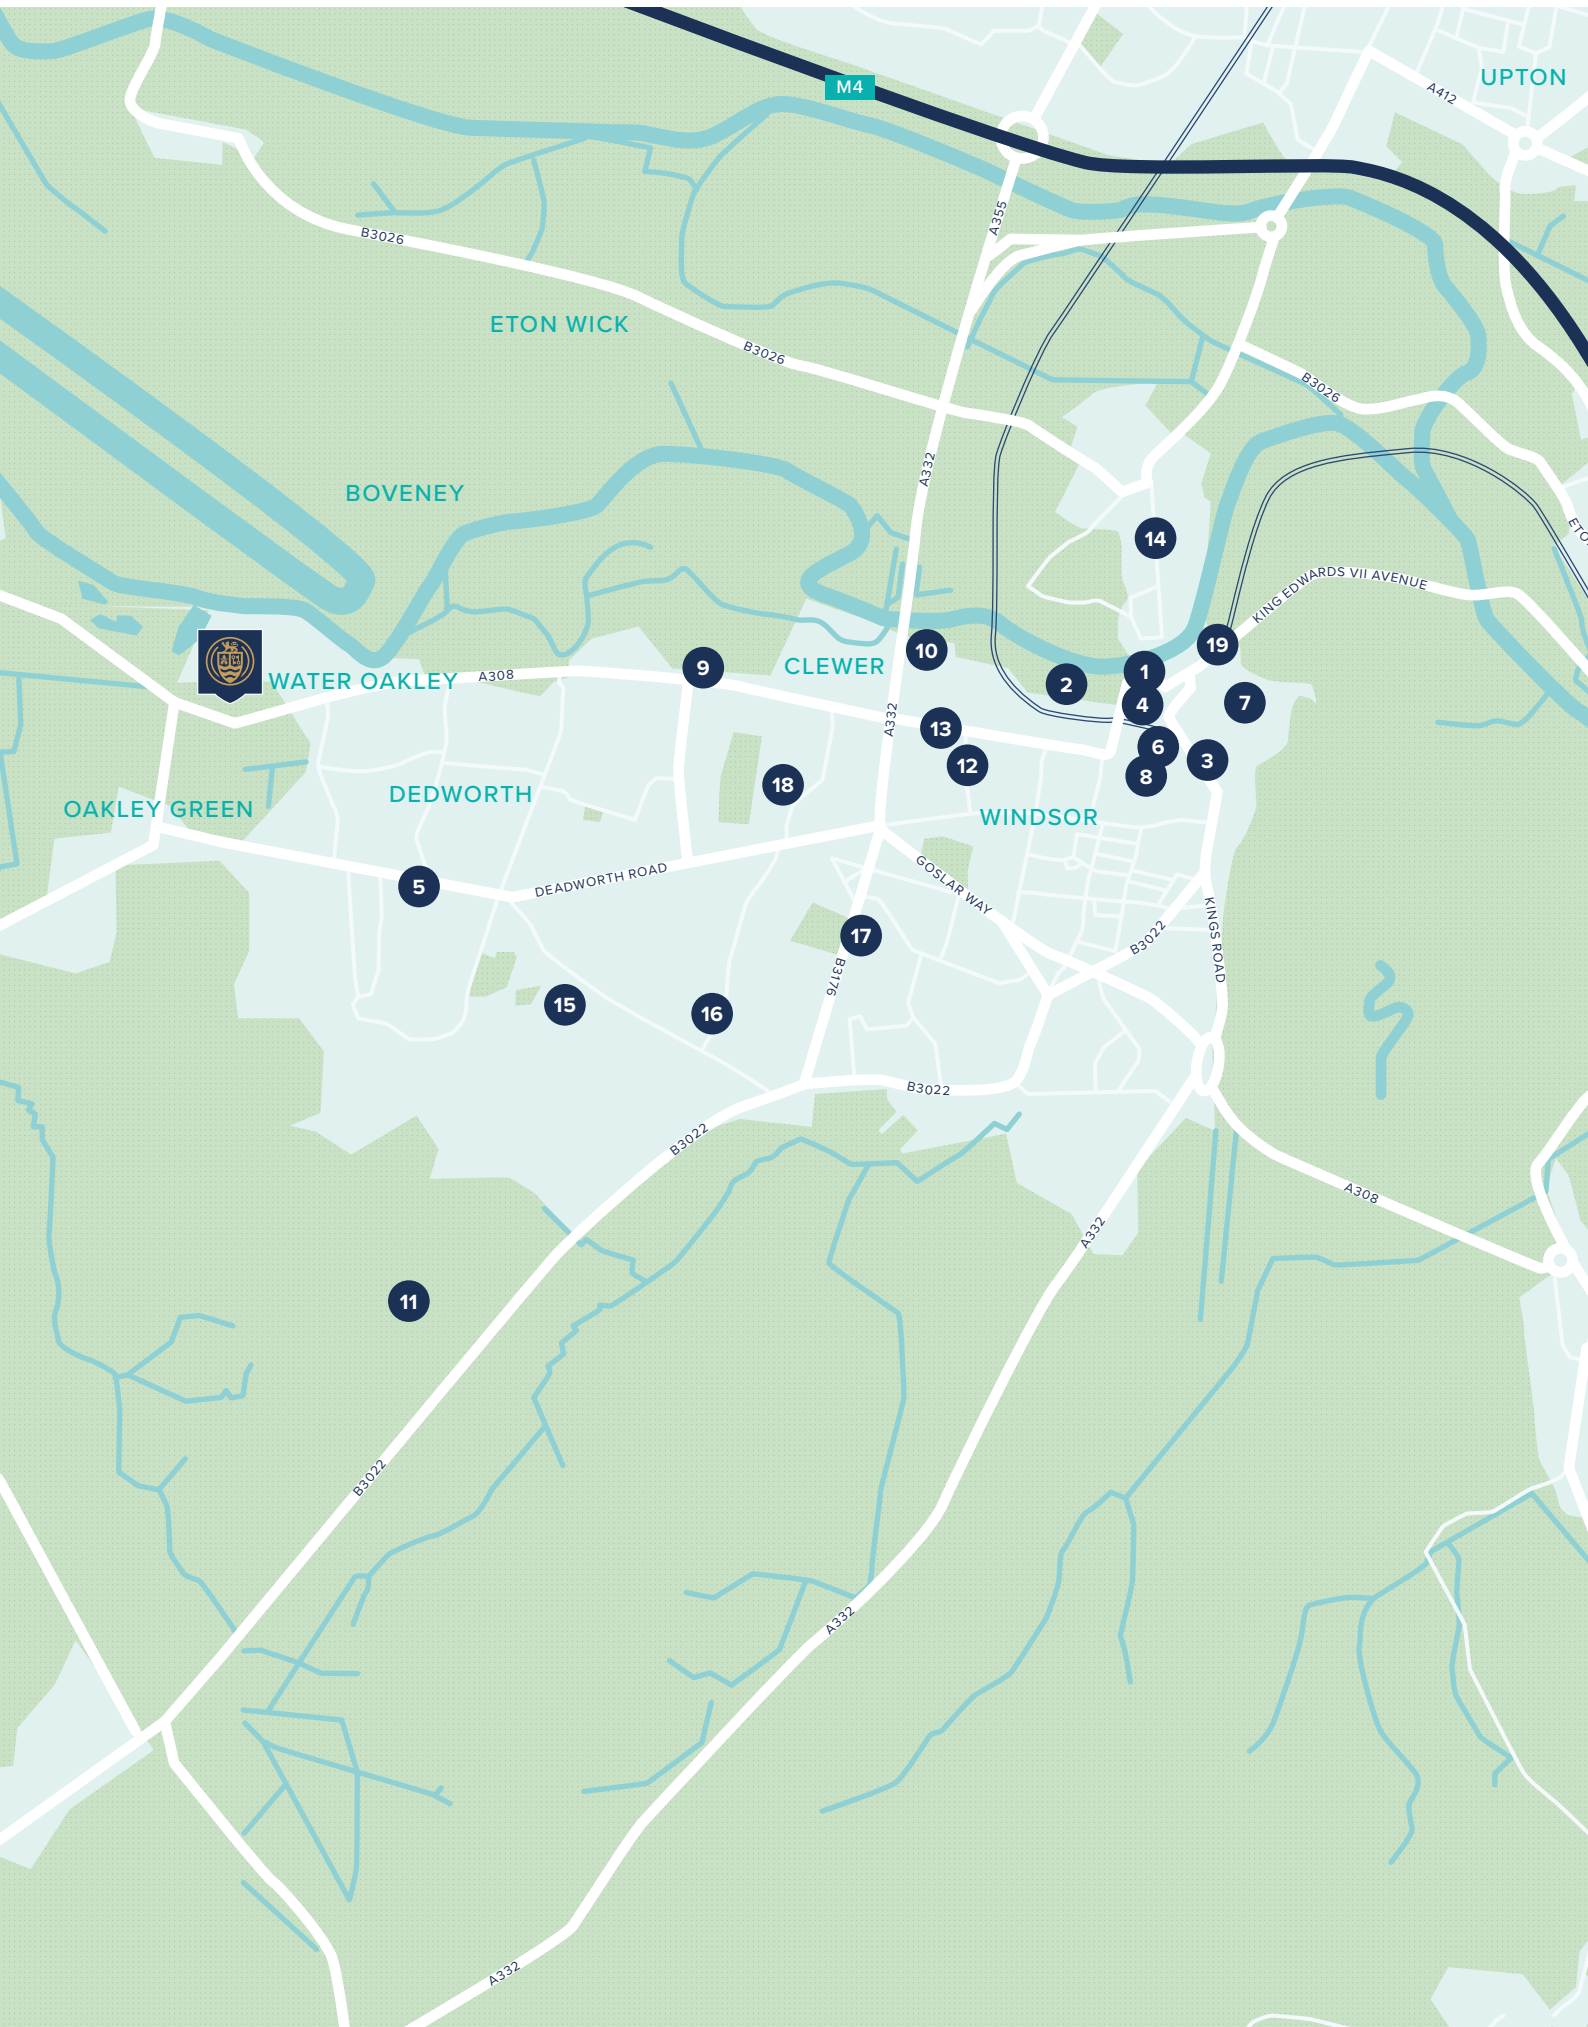 UPTON
M4
A412
A355
B3026
ETON WICK
B3026
B3026
A332
BOVENEY
14
KING EDWARDS VII AVENUE
19
10
9
CLEWER
1
2
WATER OAKLEY
A308
4
7
A332
13
6
3
12
8
18
DEDWORTH
OAKLEY GREEN
WINDSOR
DEADWORTH ROAD
GOSLAR WAY
5
17
B3022
KINGS ROAD
B3176
15
16
B3022
B3022
A308
A332
11
B3022
A332
A332